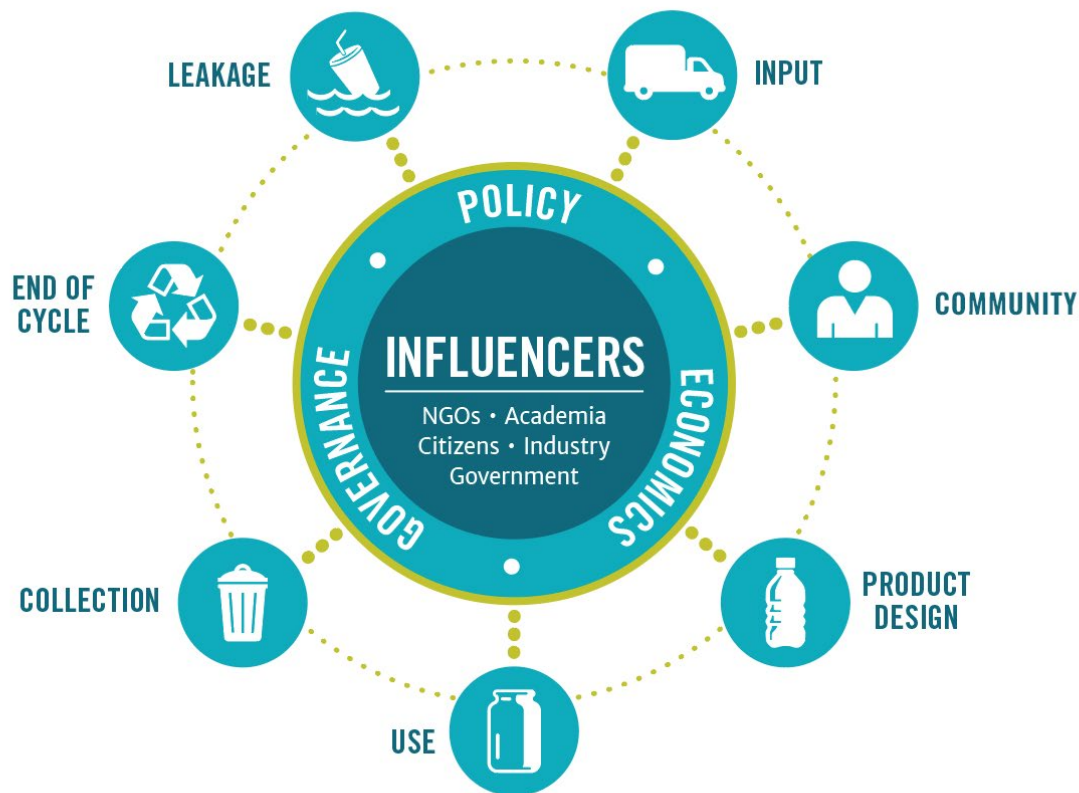 LEAKAGE
INPUT
POLICY
END OF
CYCLE
COMMUNITY
INFLUENCERS
NGOs • Academia
Citizens • Industry
Government
GOVERNANCE
ECONOMICS
COLLECTION
PRODUCT
DESIGN
USE